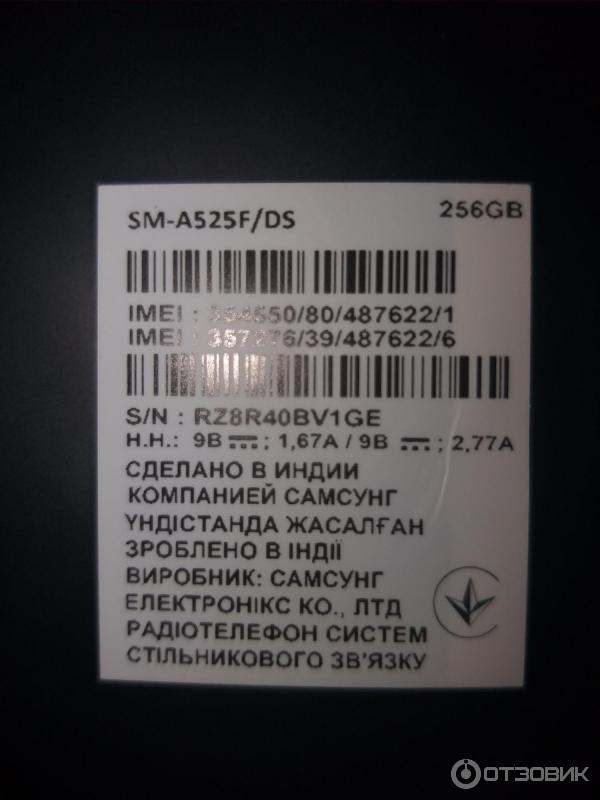 SM-A525F/DS
256GB
IMEI : 354650/80/487622/1
IMEI : 357276/39/487622/6
S/N : RZ8R40BV1GE
Н.Н.: 9В ⎓; 1,67А / 9В ⎓; 2,77А
СДЕЛАНО В ИНДИИ
КОМПАНИЕЙ САМСУНГ
ҮНДІСТАНДА ЖАСАЛҒАН
ЗРОБЛЕНО В ІНДІЇ
ВИРОБНИК: САМСУНГ
ЕЛЕКТРОНІКС КО., ЛТД
РАДІОТЕЛЕФОН СИСТЕМ
СТІЛЬНИКОВОГО ЗВ'ЯЗКУ
ОТЗОВИК